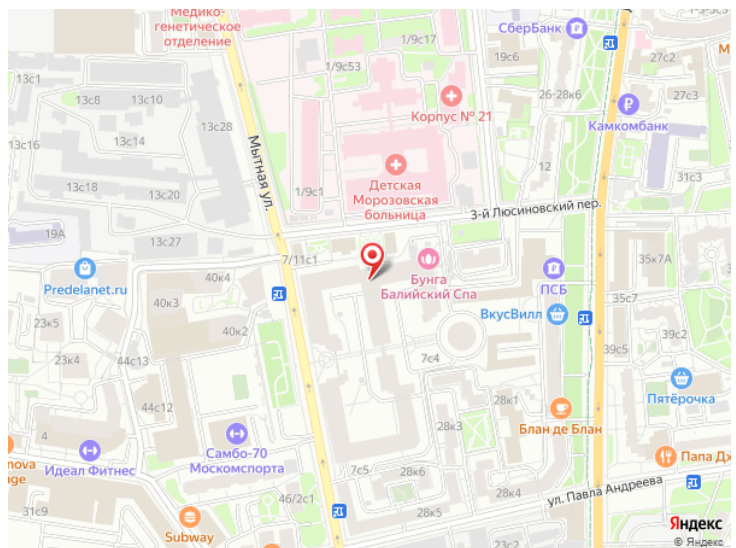 Медико-
генетическое
отделение
1/9с17
СберБанк
1/9с53
19с6
27с2
13с1
13с8
13с10
26-28к6
27с3
Корпус № 21
Камкомбанк
13с28
13с14
13с16
Мытная ул.
12
31с3
13с18
13с20
1/9с1
Детская
Морозовская
больница
3-й Люсиновский пер.
19А
13с27
7/11с1
35к7А
40к4
Predelanet.ru
Бунга
Балийский Спа
ПСБ
35с7
40к3
ВкусВилл
23к5
40к2
39с2
39с5
23к4
44с13
7с4
Пятёрочка
28к1
44с12
Блан де Блан
28к3
4
Самбо-70
Москомспорта
Идеал Фитнес
Папа Дж
nova
7с5
28к6
age
46/2с1
28к4
ул. Павла Андреева
31с9
Subway
28к5
23с2
Яндекс
© Яндекс